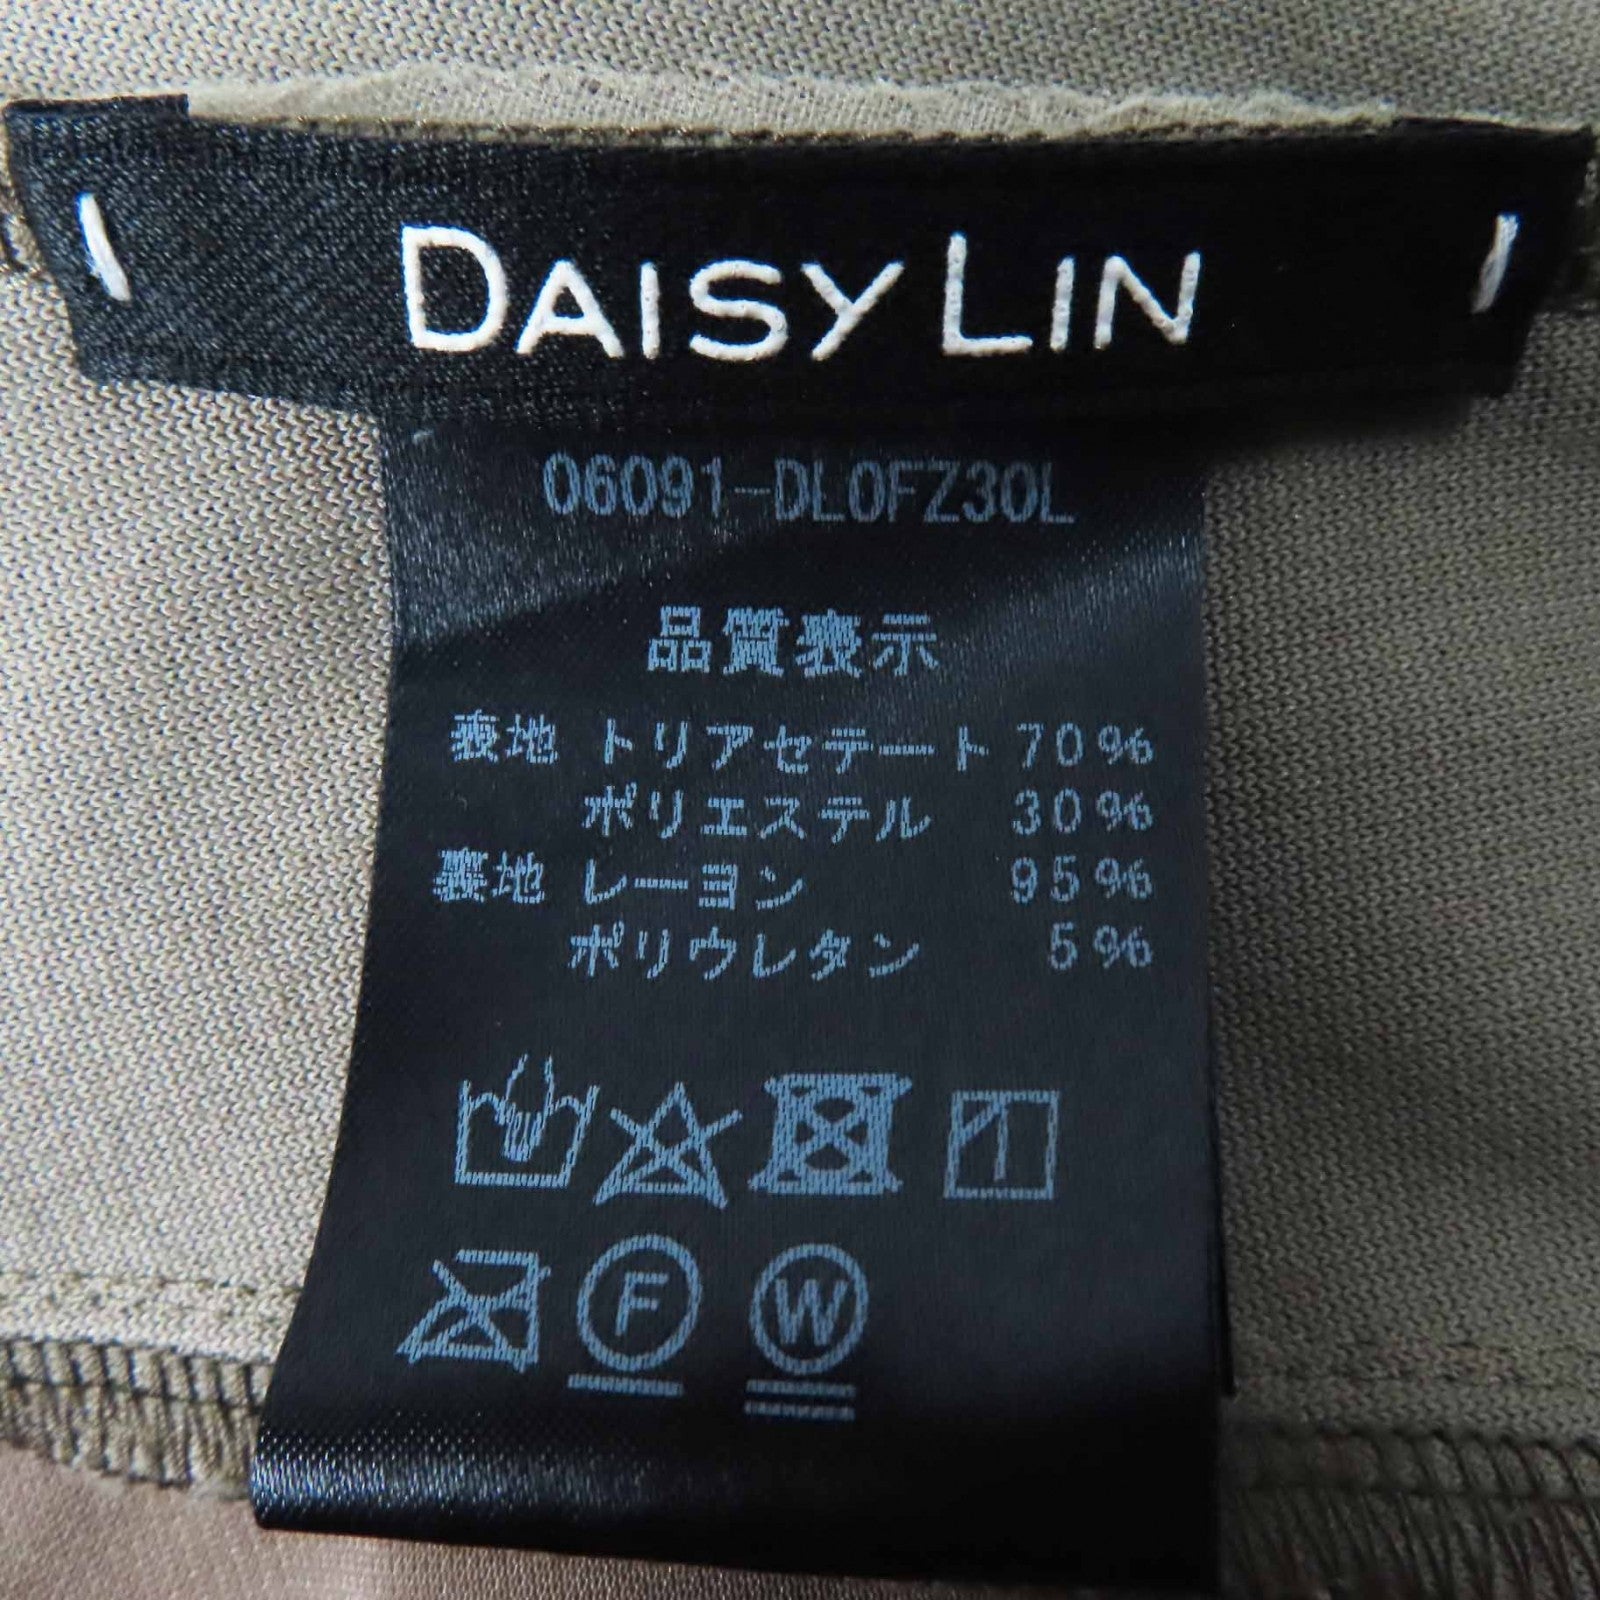 DAISY LIN
06091-DL0FZ30L
品質表示
表地 トリアセテート 70%
ポリエステル 30%
裏地 レーヨン 95%
ポリウレタン 5%
F W